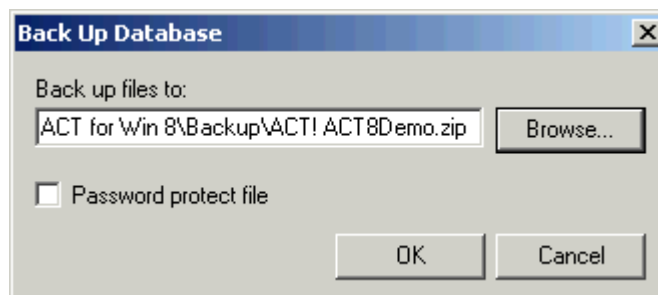 Back Up Database
Back up files to:
ACT for Win 8\Backup\ACT! ACT8Demo.zip
Browse...
Password protect file
OK
Cancel